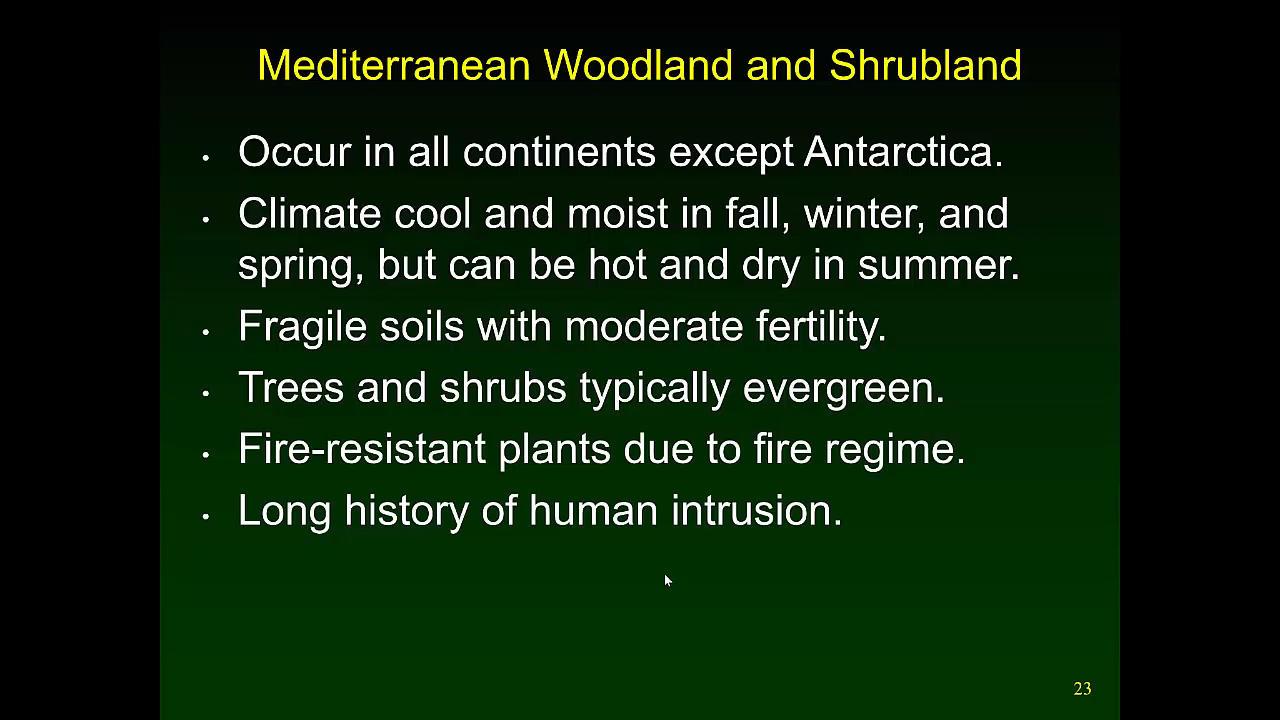 Mediterranean Woodland and Shrubland
• Occur in all continents except Antarctica.
• Climate cool and moist in fall, winter, and
spring, but can be hot and dry in summer.
• Fragile soils with moderate fertility.
• Trees and shrubs typically evergreen.
• Fire-resistant plants due to fire regime.
• Long history of human intrusion.
23